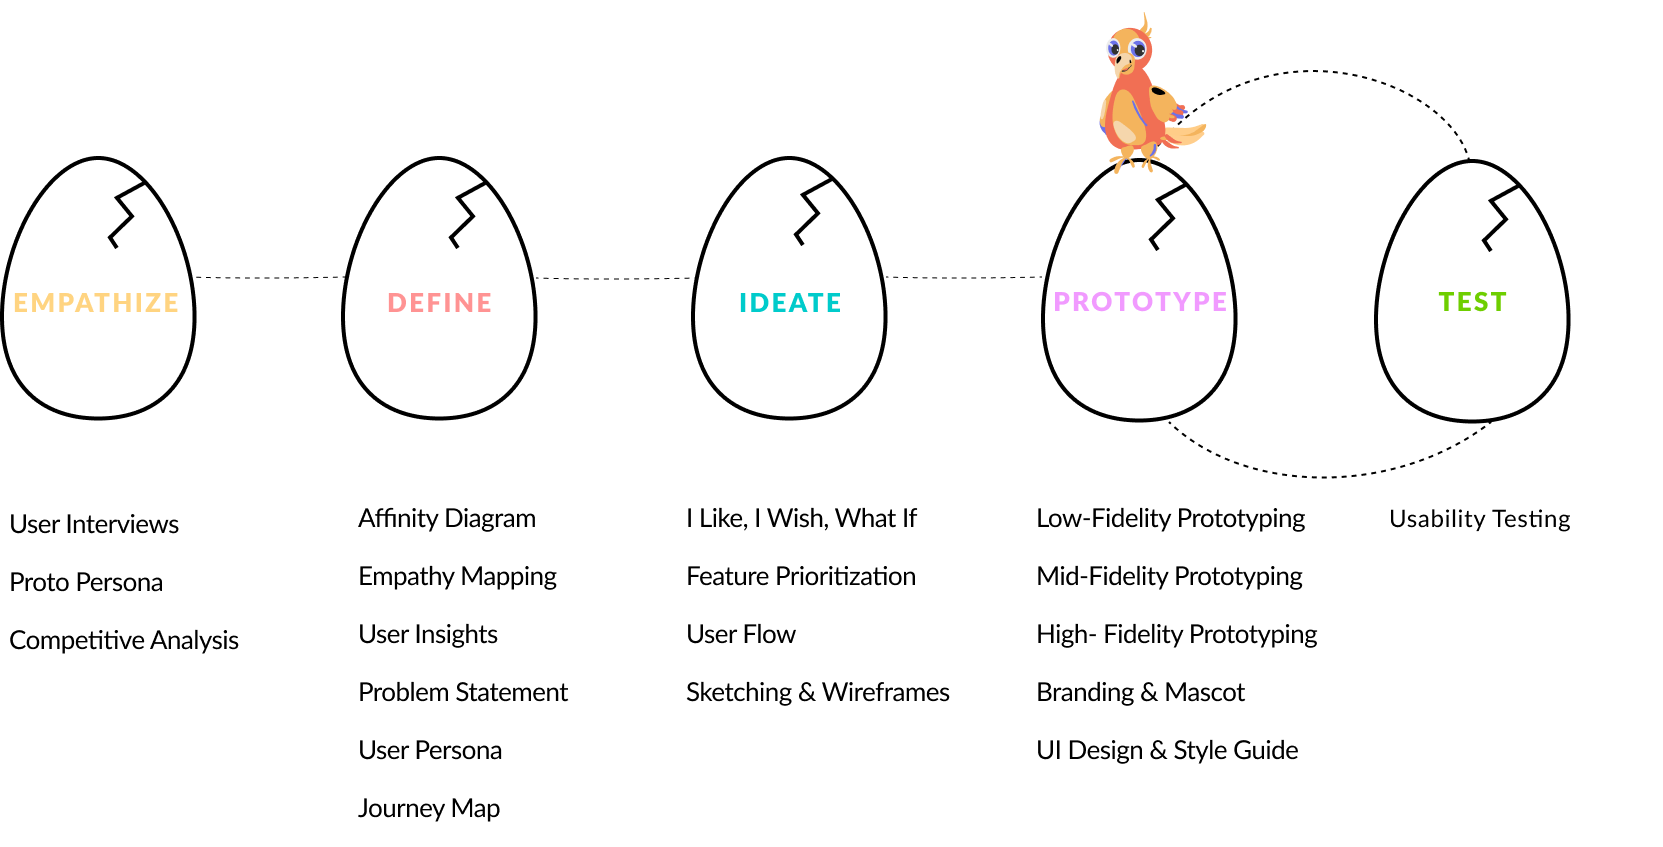 EMPATHIZE
DEFINE
IDEATE
PROTOTYPE
TEST
User Interviews
Proto Persona
Competitive Analysis
Affinity Diagram
Empathy Mapping
User Insights
Problem Statement
User Persona
Journey Map
I Like, I Wish, What If
Feature Prioritization
User Flow
Sketching & Wireframes
Low-Fidelity Prototyping
Mid-Fidelity Prototyping
High- Fidelity Prototyping
Branding & Mascot
UI Design & Style Guide
Usability Testing